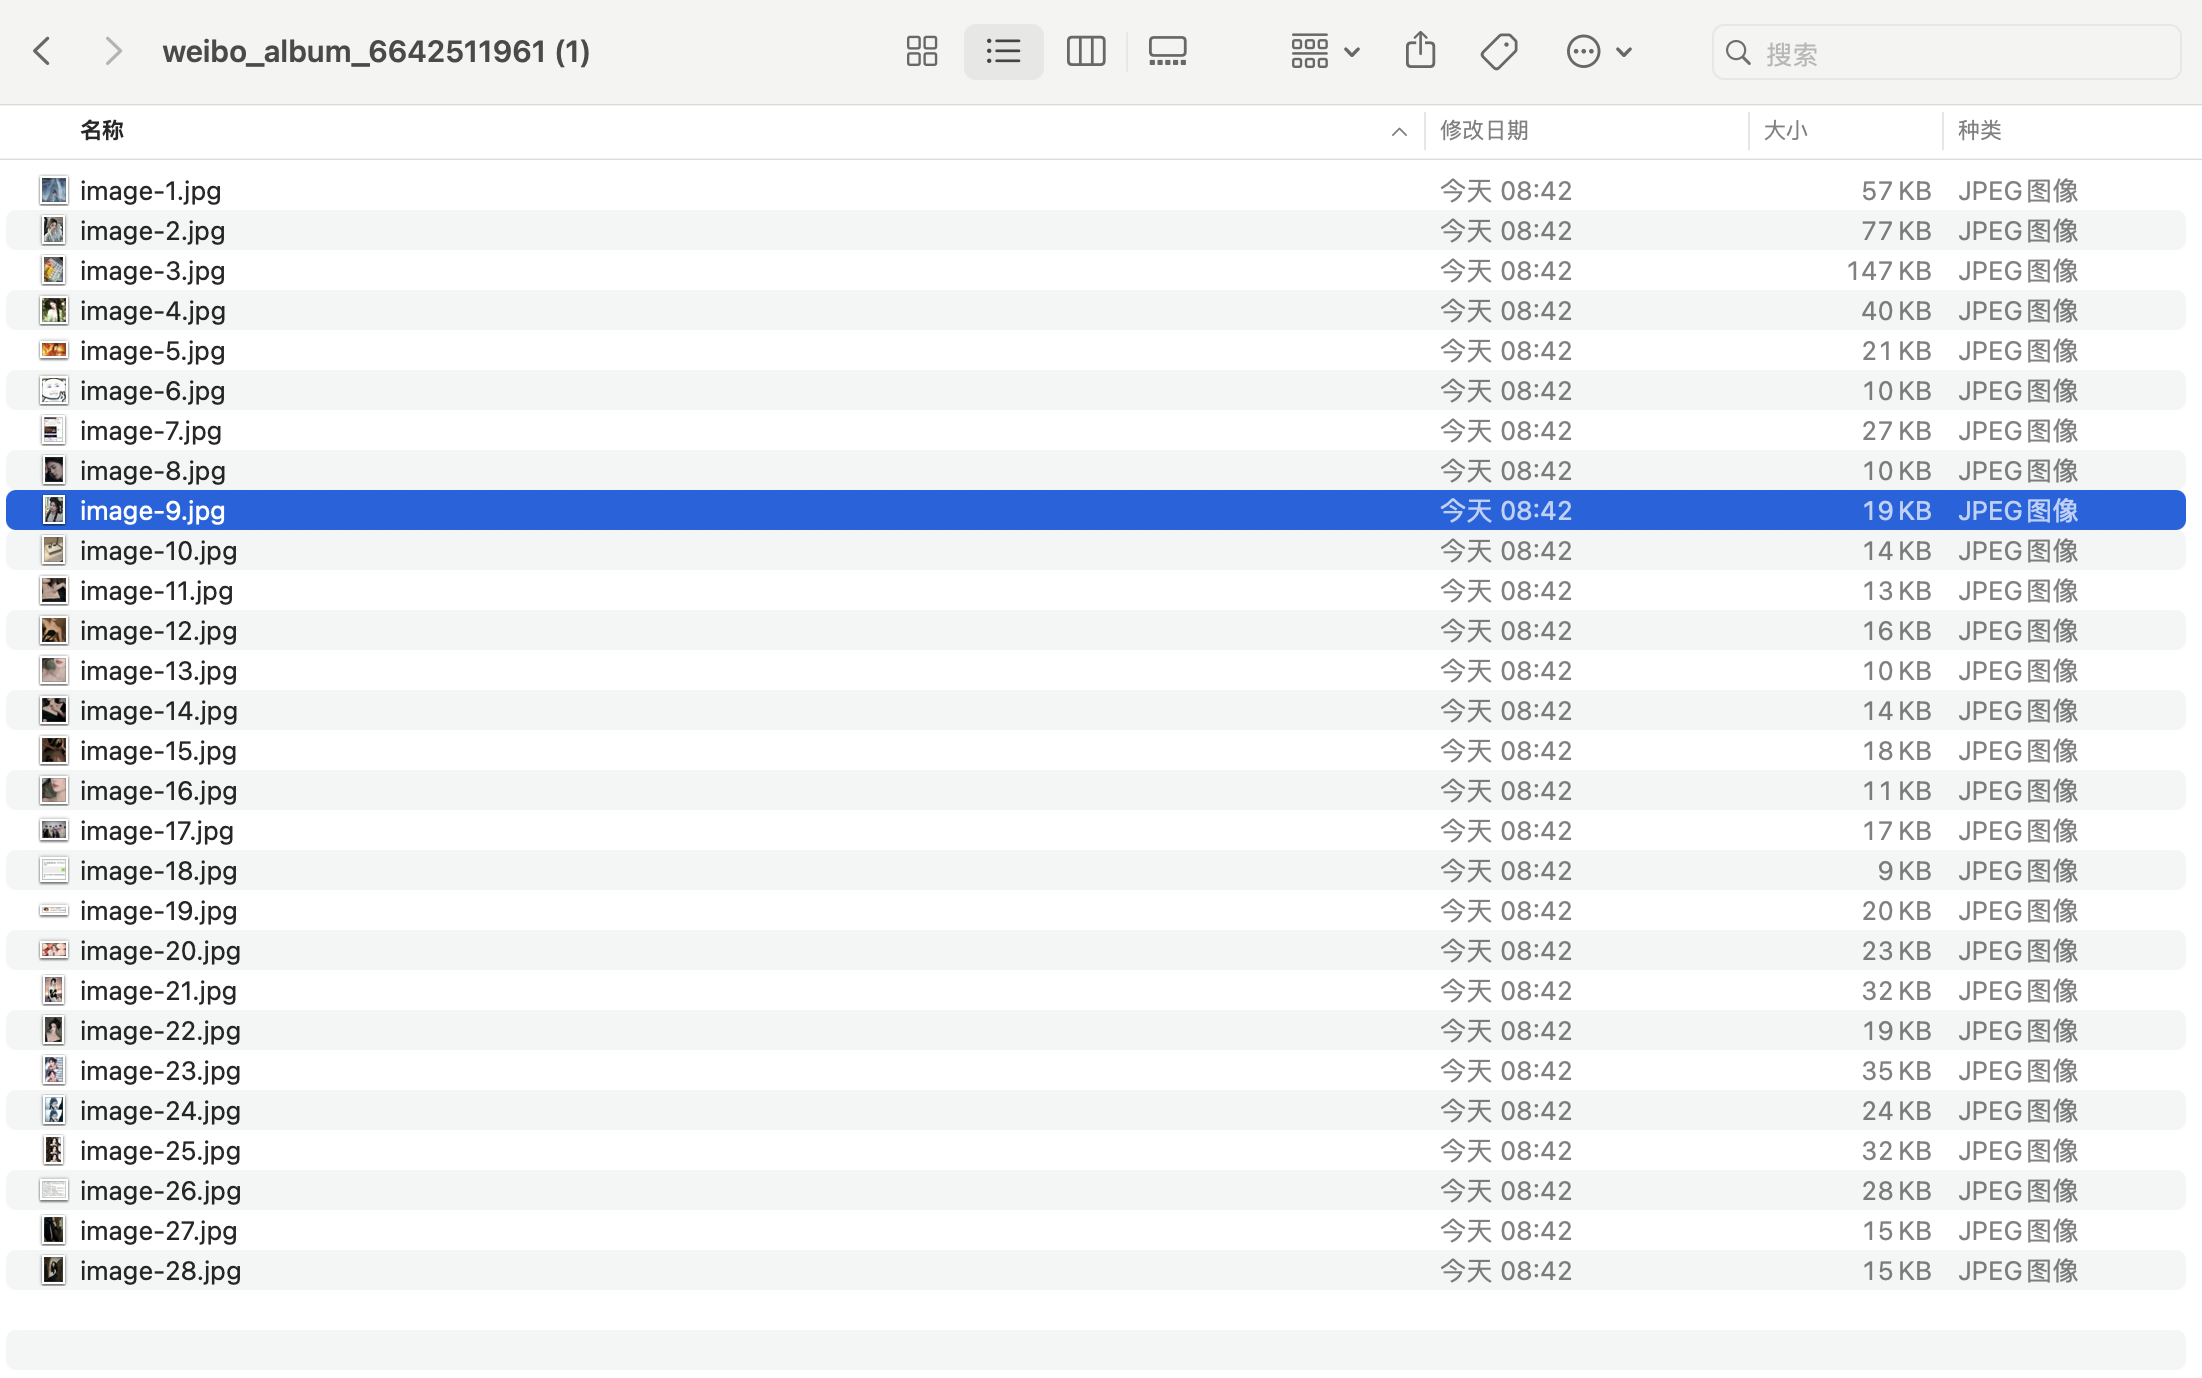 weibo_album_6642511961 (1)
搜索
名称 修改日期 大小 种类
image-1.jpg 今天 08:42 57 KB JPEG图像
image-2.jpg 今天 08:42 77 KB JPEG图像
image-3.jpg 今天 08:42 147 KB JPEG图像
image-4.jpg 今天 08:42 40 KB JPEG图像
image-5.jpg 今天 08:42 21 KB JPEG图像
image-6.jpg 今天 08:42 10 KB JPEG图像
image-7.jpg 今天 08:42 27 KB JPEG图像
image-8.jpg 今天 08:42 10 KB JPEG图像
image-9.jpg 今天 08:42 19 KB JPEG图像
image-10.jpg 今天 08:42 14 KB JPEG图像
image-11.jpg 今天 08:42 13 KB JPEG图像
image-12.jpg 今天 08:42 16 KB JPEG图像
image-13.jpg 今天 08:42 10 KB JPEG图像
image-14.jpg 今天 08:42 14 KB JPEG图像
image-15.jpg 今天 08:42 18 KB JPEG图像
image-16.jpg 今天 08:42 11 KB JPEG图像
image-17.jpg 今天 08:42 17 KB JPEG图像
image-18.jpg 今天 08:42 9 KB JPEG图像
image-19.jpg 今天 08:42 20 KB JPEG图像
image-20.jpg 今天 08:42 23 KB JPEG图像
image-21.jpg 今天 08:42 32 KB JPEG图像
image-22.jpg 今天 08:42 19 KB JPEG图像
image-23.jpg 今天 08:42 35 KB JPEG图像
image-24.jpg 今天 08:42 24 KB JPEG图像
image-25.jpg 今天 08:42 32 KB JPEG图像
image-26.jpg 今天 08:42 28 KB JPEG图像
image-27.jpg 今天 08:42 15 KB JPEG图像
image-28.jpg 今天 08:42 15 KB JPEG图像